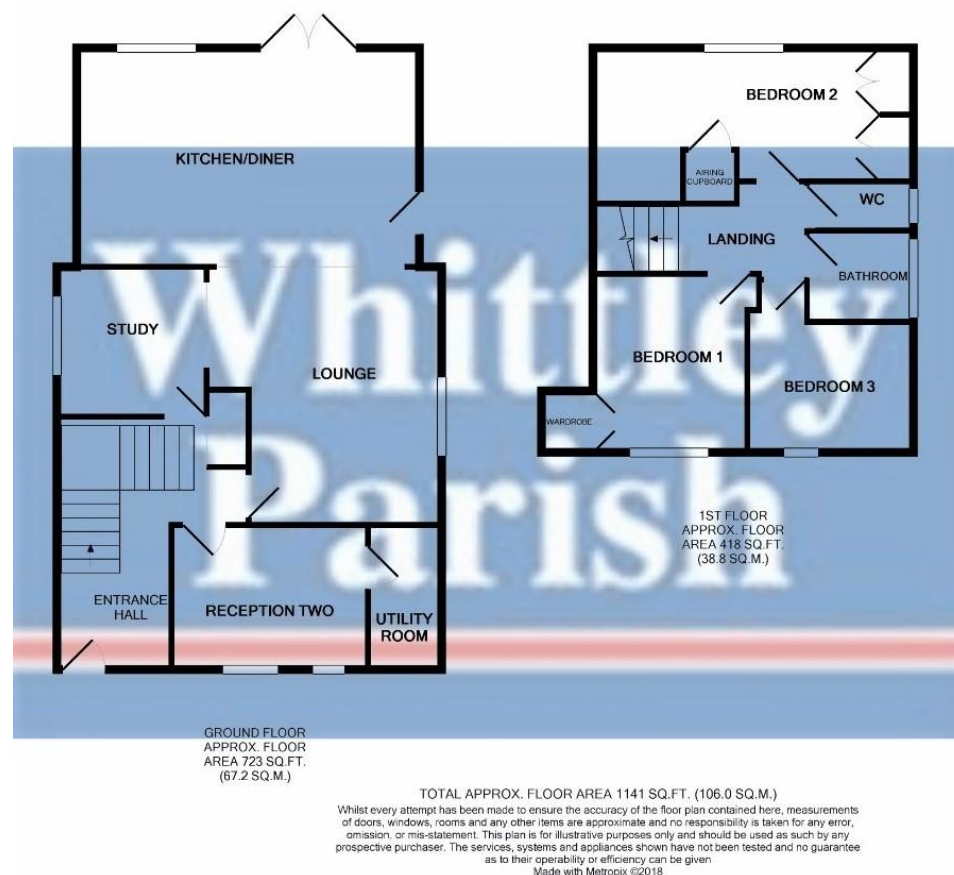 KITCHEN/DINER
STUDY
LOUNGE
ENTRANCE
HALL
RECEPTION TWO
UTILITY
ROOM
GROUND FLOOR
APPROX. FLOOR
AREA 723 SQ.FT.
(67.2 SQ.M.)
BEDROOM 2
AIRING
CUPBOARD
WC
LANDING
BATHROOM
BEDROOM 1
BEDROOM 3
WARDROBE
1ST FLOOR
APPROX. FLOOR
AREA 418 SQ.FT.
(38.8 SQ.M.)
Whittley
Parish
TOTAL APPROX. FLOOR AREA 1141 SQ.FT. (106.0 SQ.M.)
Whilst every attempt has been made to ensure the accuracy of the floor plan contained here, measurements
of doors, windows, rooms and any other items are approximate and no responsibility is taken for any error,
omission, or mis-statement. This plan is for illustrative purposes only and should be used as such by any
prospective purchaser. The services, systems and appliances shown have not been tested and no guarantee
as to their operability or efficiency can be given
Made with Metropix ©2018